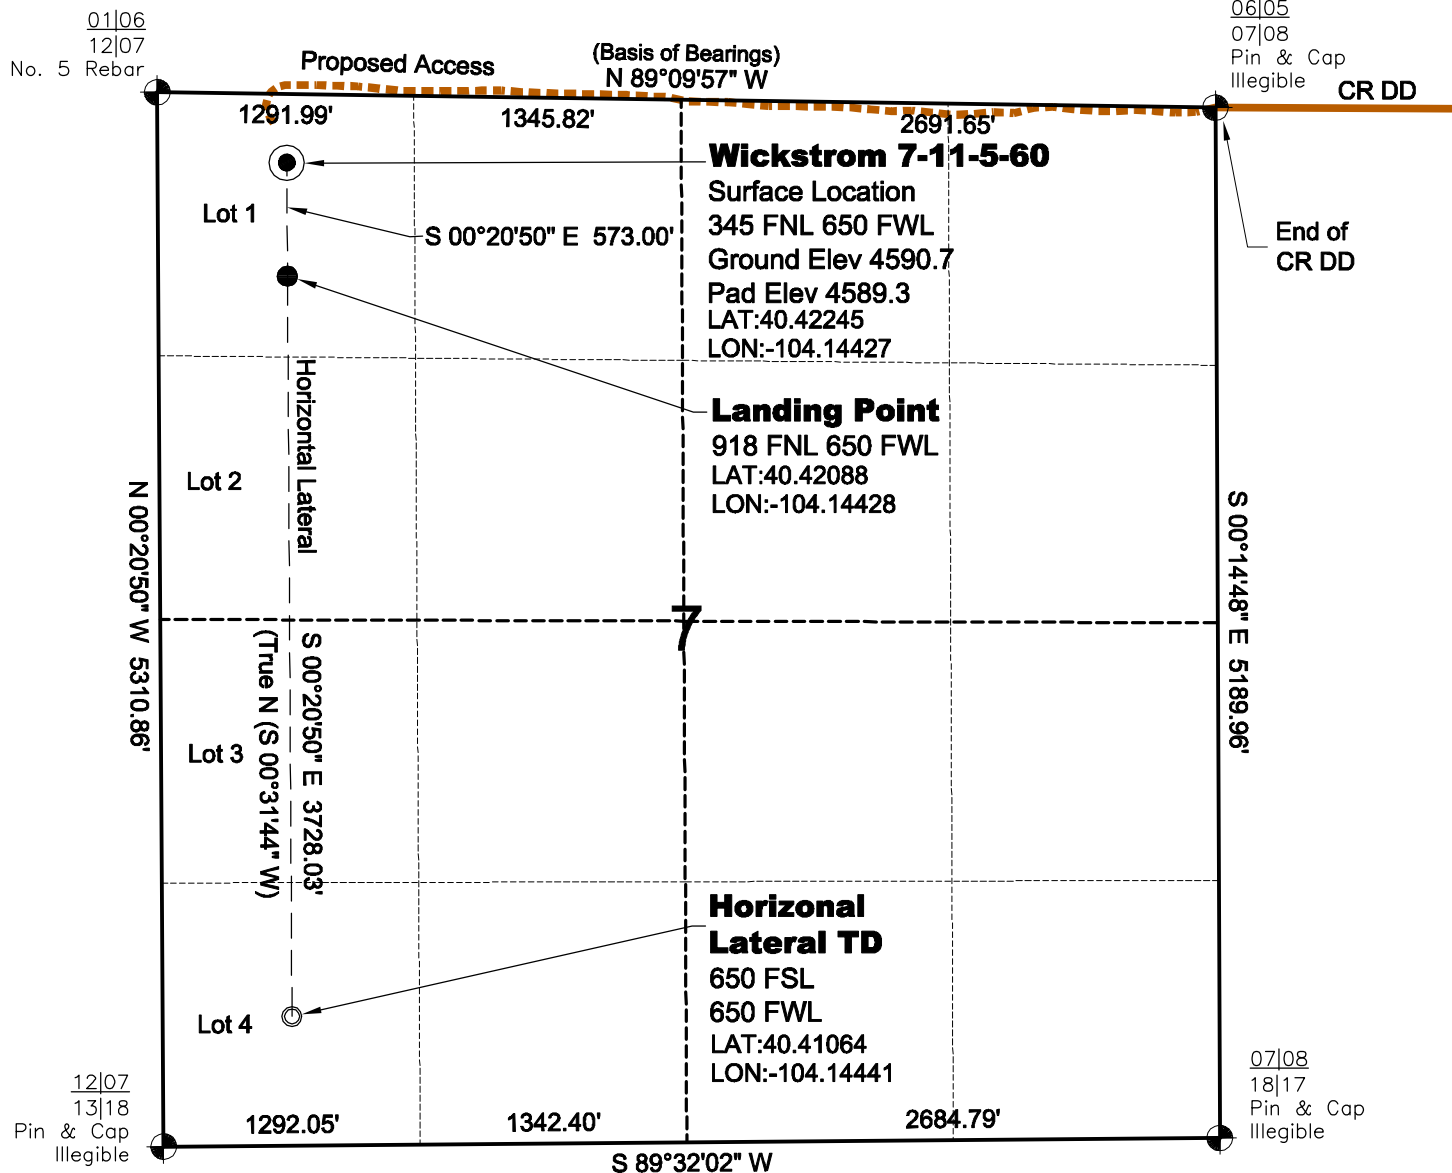 01|06
12|07
No. 5 Rebar
Proposed Access
(Basis of Bearings)
N 89°09'57" W
06|05
07|08
Pin & Cap
Illegible
CR DD
1291.99'
1345.82'
2691.65'
Wickstrom 7-11-5-60
Surface Location
345 FNL 650 FWL
Ground Elev 4590.7
Pad Elev 4589.3
LAT:40.42245
LON:-104.14427
Lot 1
S 00°20'50" E 573.00'
End of
CR DD
Horizontal Lateral
Landing Point
918 FNL 650 FWL
LAT:40.42088
LON:-104.14428
Lot 2
N 00°20'50" W 5310.86'
S 00°14'48" E 5189.96'
7
S 00°20'50" E 3728.03'
(True N (S 00°31'44" W)
Lot 3
Horizonal
Lateral TD
650 FSL
650 FWL
LAT:40.41064
LON:-104.14441
Lot 4
12|07
13|18
Pin & Cap
Illegible
1292.05'
1342.40'
2684.79'
S 89°32'02" W
07|08
18|17
Pin & Cap
Illegible